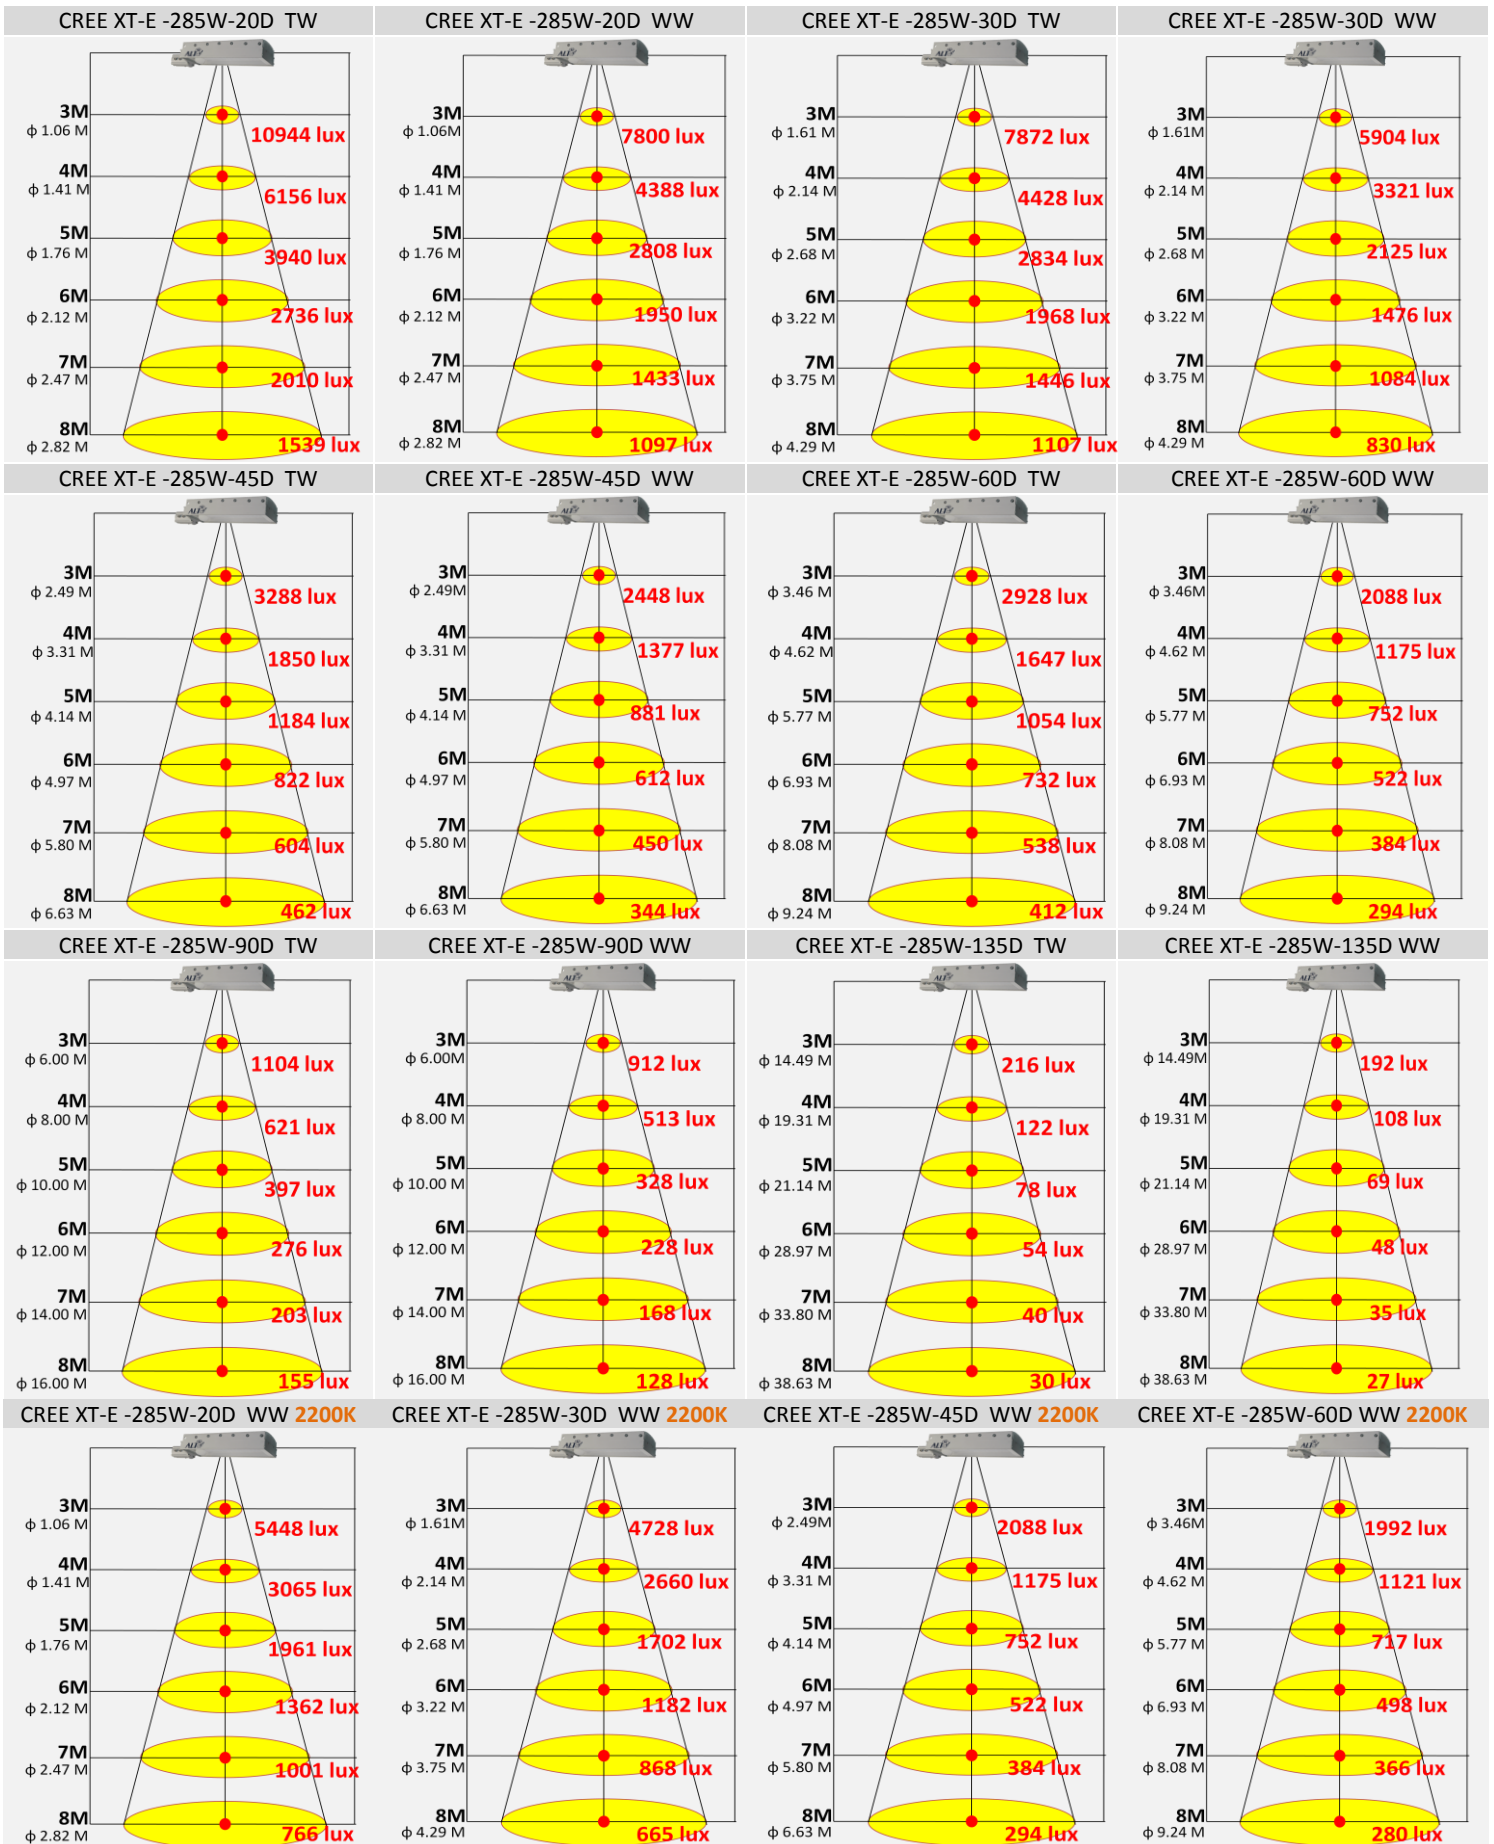 CREE XT-E -285W-20D TW
3M
ϕ 1.06 M
10944 lux
4M
ϕ 1.41 M
6156 lux
5M
ϕ 1.76 M
3940 lux
6M
ϕ 2.12 M
2736 lux
7M
ϕ 2.47 M
2010 lux
8M
ϕ 2.82 M
1539 lux
CREE XT-E -285W-20D WW
3M
ϕ 1.06M
7800 lux
4M
ϕ 1.41 M
4388 lux
5M
ϕ 1.76 M
2808 lux
6M
ϕ 2.12 M
1950 lux
7M
ϕ 2.47 M
1433 lux
8M
ϕ 2.82 M
1097 lux
CREE XT-E -285W-30D TW
3M
ϕ 1.61 M
7872 lux
4M
ϕ 2.14 M
4428 lux
5M
ϕ 2.68 M
2834 lux
6M
ϕ 3.22 M
1968 lux
7M
ϕ 3.75 M
1446 lux
8M
ϕ 4.29 M
1107 lux
CREE XT-E -285W-30D WW
3M
ϕ 1.61M
5904 lux
4M
ϕ 2.14 M
3321 lux
5M
ϕ 2.68 M
2125 lux
6M
ϕ 3.22 M
1476 lux
7M
ϕ 3.75 M
1084 lux
8M
ϕ 4.29 M
830 lux
CREE XT-E -285W-45D TW
3M
ϕ 2.49 M
3288 lux
4M
ϕ 3.31 M
1850 lux
5M
ϕ 4.14 M
1184 lux
6M
ϕ 4.97 M
822 lux
7M
ϕ 5.80 M
604 lux
8M
ϕ 6.63 M
462 lux
CREE XT-E -285W-45D WW
3M
ϕ 2.49M
2448 lux
4M
ϕ 3.31 M
1377 lux
5M
ϕ 4.14 M
881 lux
6M
ϕ 4.97 M
612 lux
7M
ϕ 5.80 M
450 lux
8M
ϕ 6.63 M
344 lux
CREE XT-E -285W-60D TW
3M
ϕ 3.46 M
2928 lux
4M
ϕ 4.62 M
1647 lux
5M
ϕ 5.77 M
1054 lux
6M
ϕ 6.93 M
732 lux
7M
ϕ 8.08 M
538 lux
8M
ϕ 9.24 M
412 lux
CREE XT-E -285W-60D WW
3M
ϕ 3.46M
2088 lux
4M
ϕ 4.62 M
1175 lux
5M
ϕ 5.77 M
752 lux
6M
ϕ 6.93 M
522 lux
7M
ϕ 8.08 M
384 lux
8M
ϕ 9.24 M
294 lux
CREE XT-E -285W-90D TW
3M
ϕ 6.00 M
1104 lux
4M
ϕ 8.00 M
621 lux
5M
ϕ 10.00 M
397 lux
6M
ϕ 12.00 M
276 lux
7M
ϕ 14.00 M
203 lux
8M
ϕ 16.00 M
155 lux
CREE XT-E -285W-90D WW
3M
ϕ 6.00M
912 lux
4M
ϕ 8.00 M
513 lux
5M
ϕ 10.00 M
328 lux
6M
ϕ 12.00 M
228 lux
7M
ϕ 14.00 M
168 lux
8M
ϕ 16.00 M
128 lux
CREE XT-E -285W-135D TW
3M
ϕ 14.49 M
216 lux
4M
ϕ 19.31 M
122 lux
5M
ϕ 21.14 M
78 lux
6M
ϕ 28.97 M
54 lux
7M
ϕ 33.80 M
40 lux
8M
ϕ 38.63 M
30 lux
CREE XT-E -285W-135D WW
3M
ϕ 14.49M
192 lux
4M
ϕ 19.31 M
108 lux
5M
ϕ 21.14 M
69 lux
6M
ϕ 28.97 M
48 lux
7M
ϕ 33.80 M
35 lux
8M
ϕ 38.63 M
27 lux
CREE XT-E -285W-20D WW 2200K
3M
ϕ 1.06 M
5448 lux
4M
ϕ 1.41 M
3065 lux
5M
ϕ 1.76 M
1961 lux
6M
ϕ 2.12 M
1362 lux
7M
ϕ 2.47 M
1001 lux
8M
ϕ 2.82 M
766 lux
CREE XT-E -285W-30D WW 2200K
3M
ϕ 1.61M
4728 lux
4M
ϕ 2.14 M
2660 lux
5M
ϕ 2.68 M
1702 lux
6M
ϕ 3.22 M
1182 lux
7M
ϕ 3.75 M
868 lux
8M
ϕ 4.29 M
665 lux
CREE XT-E -285W-45D WW 2200K
3M
ϕ 2.49M
2088 lux
4M
ϕ 3.31 M
1175 lux
5M
ϕ 4.14 M
752 lux
6M
ϕ 4.97 M
522 lux
7M
ϕ 5.80 M
384 lux
8M
ϕ 6.63 M
294 lux
CREE XT-E -285W-60D WW 2200K
3M
ϕ 3.46M
1992 lux
4M
ϕ 4.62 M
1121 lux
5M
ϕ 5.77 M
717 lux
6M
ϕ 6.93 M
498 lux
7M
ϕ 8.08 M
366 lux
8M
ϕ 9.24 M
280 lux